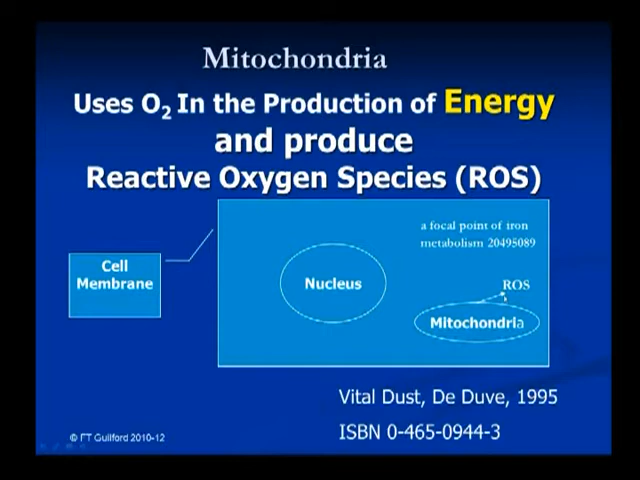 Mitochondria
Uses O2 In the Production of Energy
and produce
Reactive Oxygen Species (ROS)
a focal point of iron
metabolism 20495089
Cell
Membrane
Nucleus
ROS
Mitochondria
Vital Dust, De Duve, 1995
© FT Guilford 2010-12
ISBN 0-465-0944-3